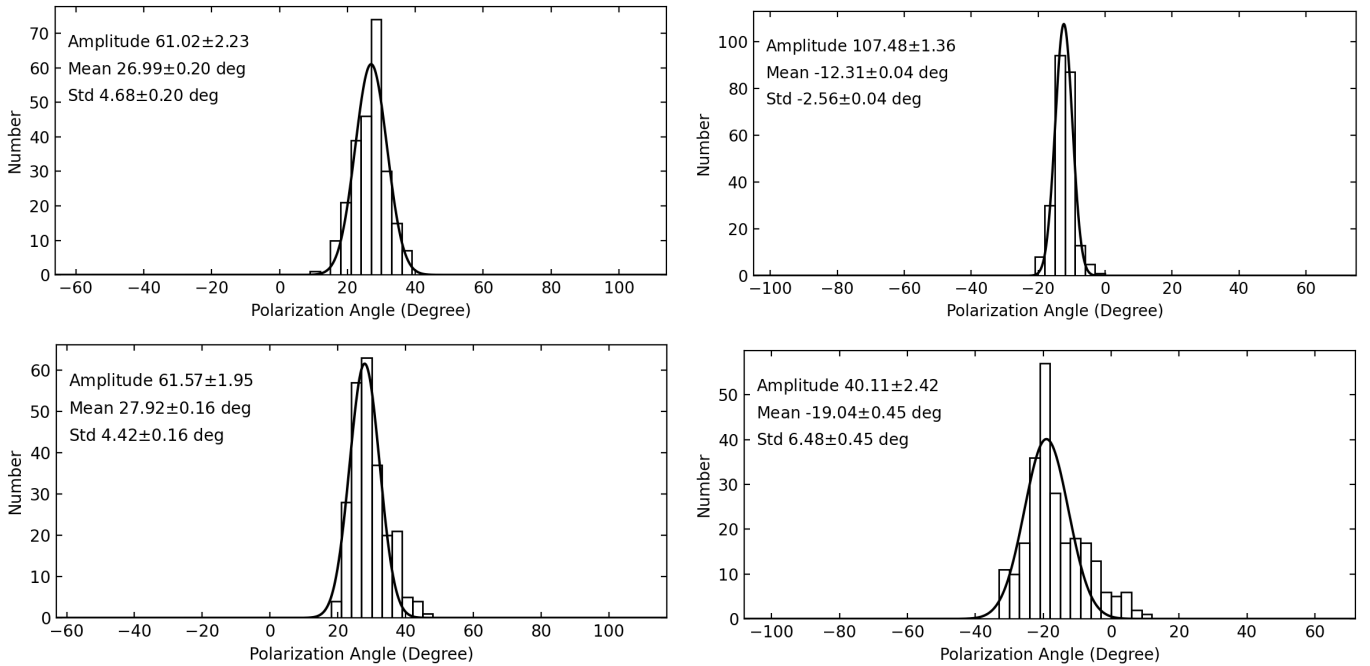 Amplitude 61.02±2.23
Mean 26.99±0.20 deg
Std 4.68±0.20 deg
Number
70
60
50
40
30
20
10
0
−60 −40 −20 0 20 40 60 80 100
Polarization Angle (Degree)
Amplitude 107.48±1.36
Mean -12.31±0.04 deg
Std -2.56±0.04 deg
Number
100
80
60
40
20
0
−100 −80 −60 −40 −20 0 20 40 60
Polarization Angle (Degree)
Amplitude 61.57±1.95
Mean 27.92±0.16 deg
Std 4.42±0.16 deg
Number
60
50
40
30
20
10
0
−60 −40 −20 0 20 40 60 80 100
Polarization Angle (Degree)
Amplitude 40.11±2.42
Mean -19.04±0.45 deg
Std 6.48±0.45 deg
Number
50
40
30
20
10
0
−100 −80 −60 −40 −20 0 20 40 60
Polarization Angle (Degree)